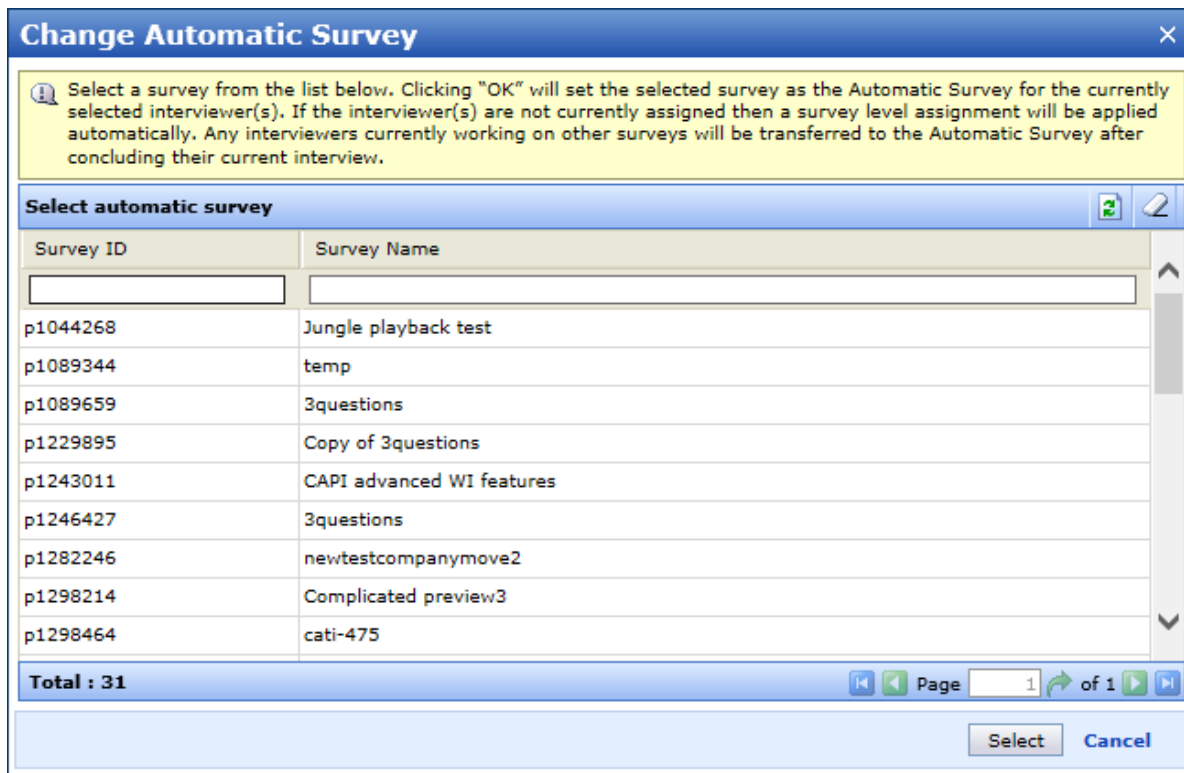 Change Automatic Survey
Select a survey from the list below. Clicking "OK" will set the selected survey as the Automatic Survey for the currently
selected interviewer(s). If the interviewer(s) are not currently assigned then a survey level assignment will be applied
automatically. Any interviewers currently working on other surveys will be transferred to the Automatic Survey after
concluding their current interview.
Select automatic survey
Survey ID Survey Name
p1044268 Jungle playback test
p1089344 temp
p1089659 3questions
p1229895 Copy of 3questions
p1243011 CAPI advanced WI features
p1246427 3questions
p1282246 newtestcompanymove2
p1298214 Complicated preview3
p1298464 cati-475
Total : 31 Page 1 of 1
Select Cancel